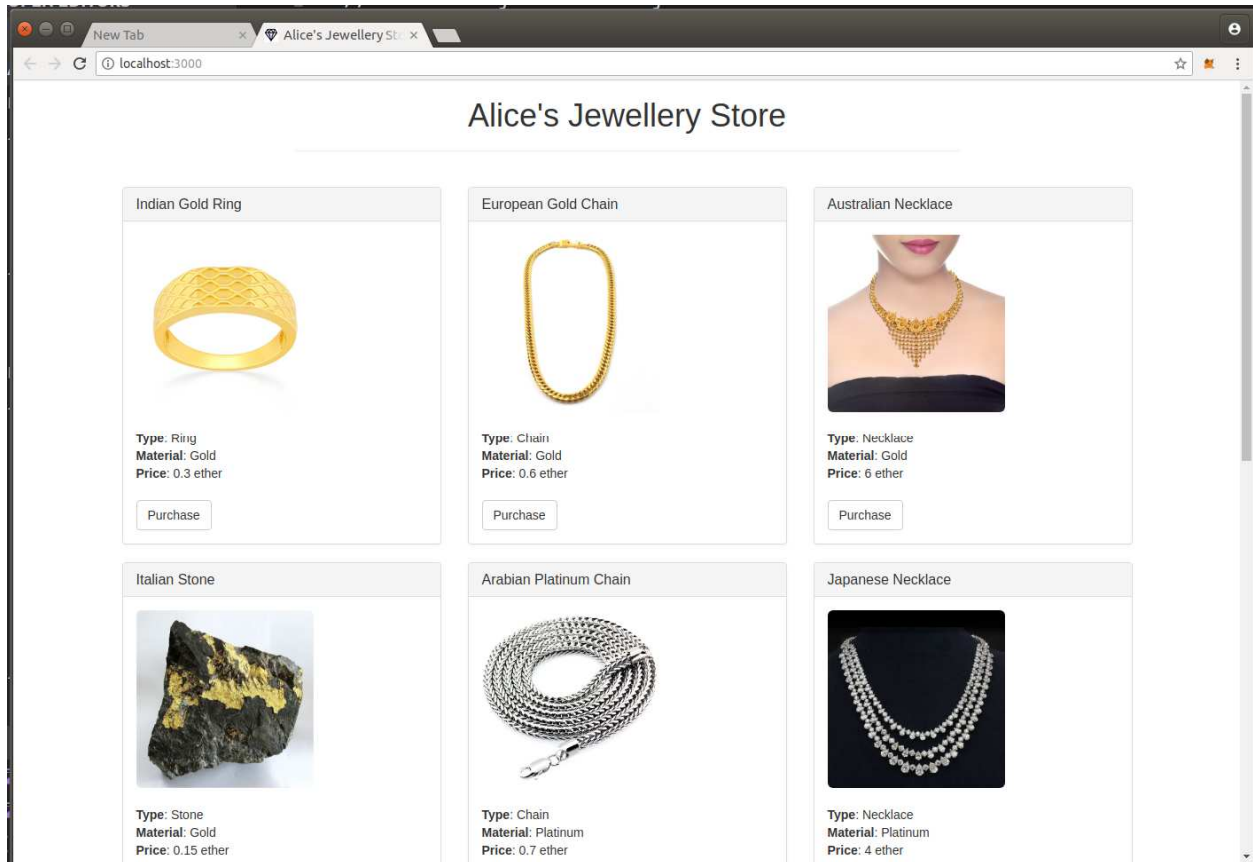 New Tab
Alice's Jewellery Sto
localhost:3000
Alice's Jewellery Store
Indian Gold Ring
European Gold Chain
Australian Necklace
Type: Ring
Material: Gold
Price: 0.3 ether
Purchase
Type: Chain
Material: Gold
Price: 0.6 ether
Purchase
Type: Necklace
Material: Gold
Price: 6 ether
Purchase
Italian Stone
Arabian Platinum Chain
Japanese Necklace
Type: Stone
Material: Gold
Price: 0.15 ether
Type: Chain
Material: Platinum
Price: 0.7 ether
Type: Necklace
Material: Platinum
Price: 4 ether